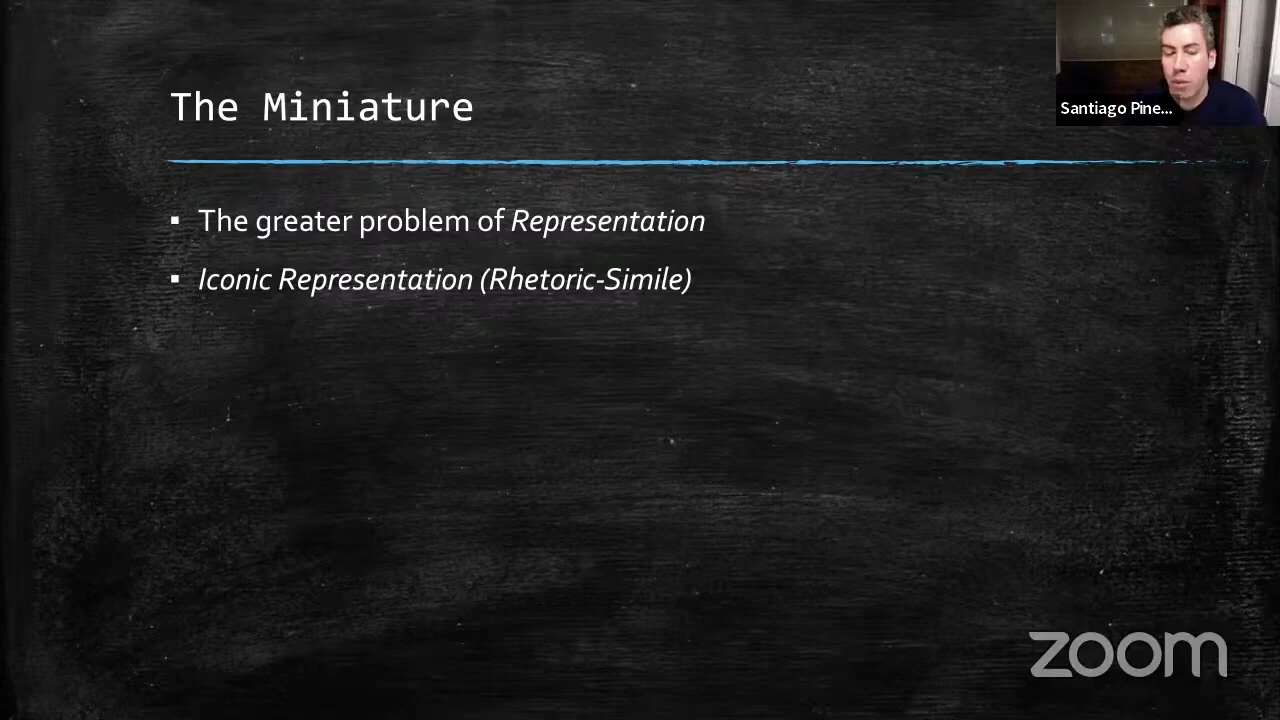 The Miniature
Santiago Pine...
▪ The greater problem of Representation
▪ Iconic Representation (Rhetoric-Simile)
zoom